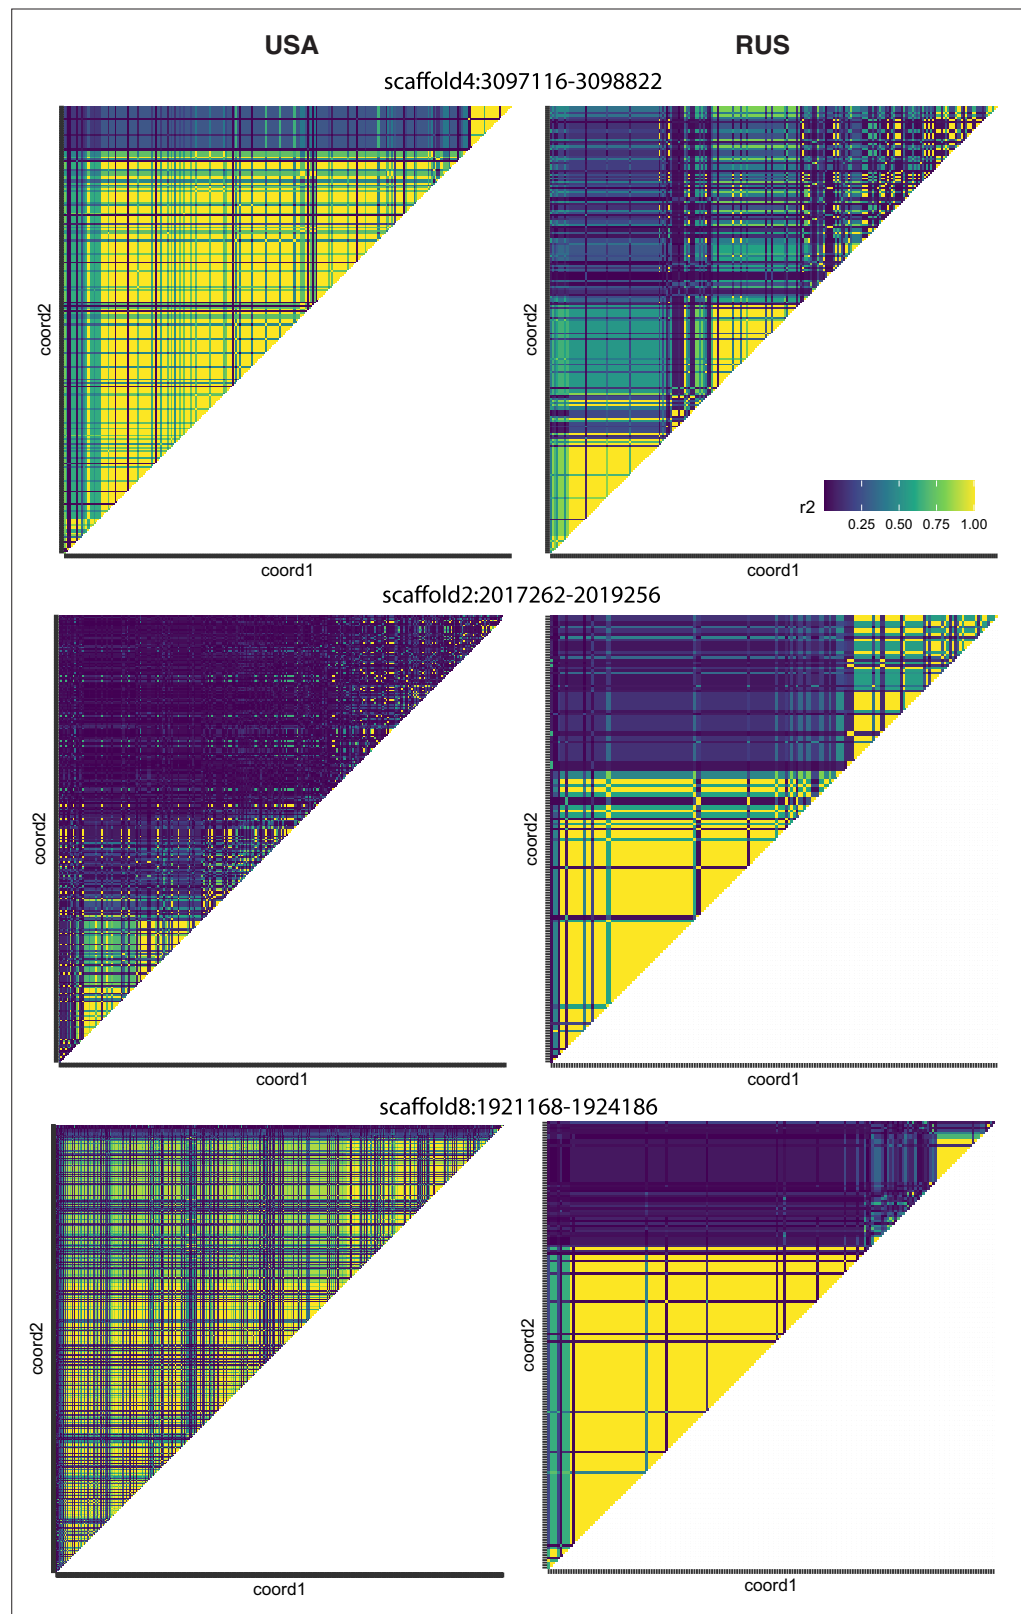 USA RUS
scaffold4:3097116-3098822
coord2 coord2
r2
0.25 0.50 0.75 1.00
coord1 coord1
scaffold2:2017262-2019256
coord2 coord2
coord1 coord1
scaffold8:1921168-1924186
coord2 coord2
coord1 coord1